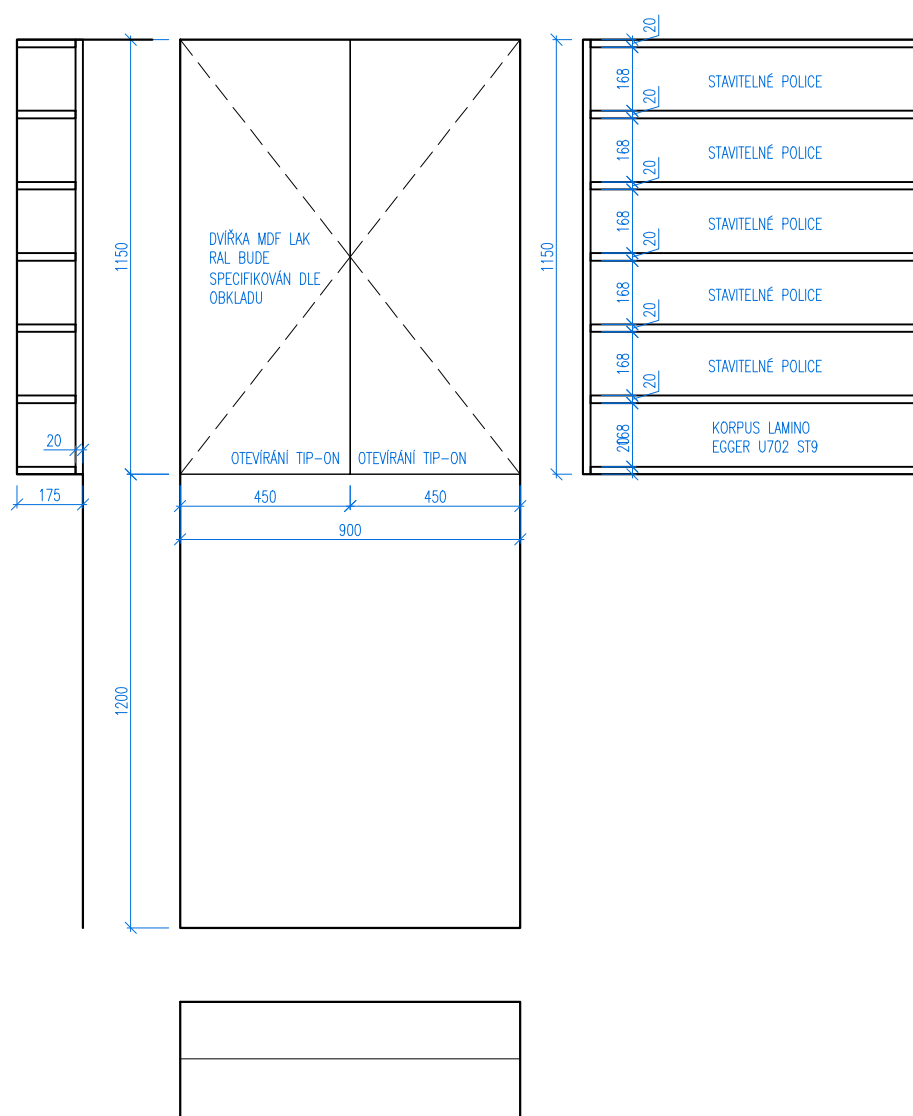 20
168
STAVITELNÉ POLICE
20
168
STAVITELNÉ POLICE
20
168
STAVITELNÉ POLICE
20
168
STAVITELNÉ POLICE
20
168
STAVITELNÉ POLICE
20
168
20
KORPUS LAMINO
EGGER U702 ST9
1150
1150
DVÍŘKA MDF LAK
RAL BUDE
SPECIFIKOVÁN DLE
OBKLADU
OTEVÍRÁNÍ TIP-ON
OTEVÍRÁNÍ TIP-ON
20
175
450
450
900
1200